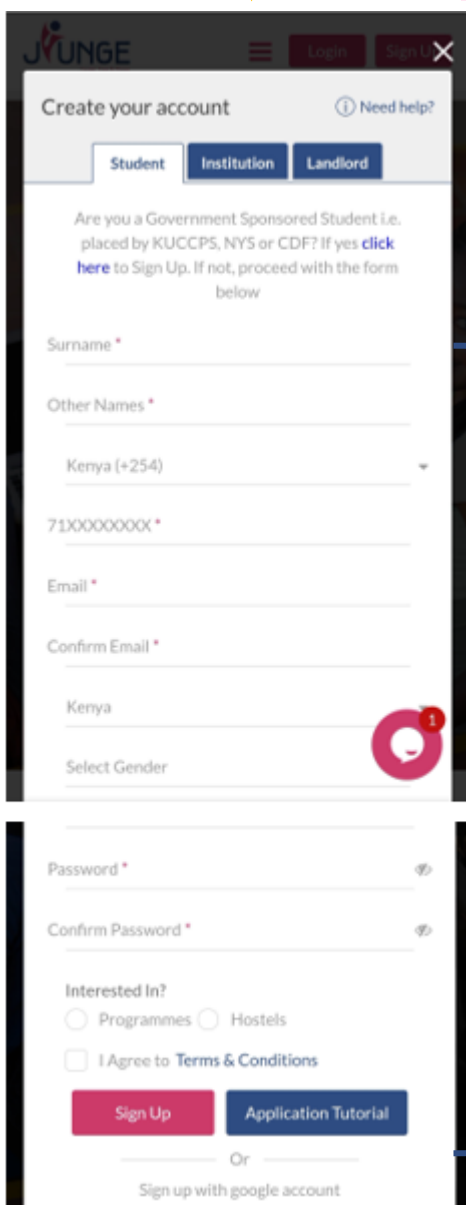 JYUNGE
Login Sign U
Create your account
Need help?
Student Institution Landlord
Are you a Government Sponsored Student i.e.
placed by KUCCPS, NYS or CDF? If yes click
here to Sign Up. If not, proceed with the form
below
Surname *
Other Names *
Kenya (+254)
71XXXXXXXX *
Email *
Confirm Email *
Kenya
1
Select Gender
Password *
Confirm Password *
Interested In?
Programmes Hostels
I Agree to Terms & Conditions
Sign Up Application Tutorial
Or
Sign up with google account